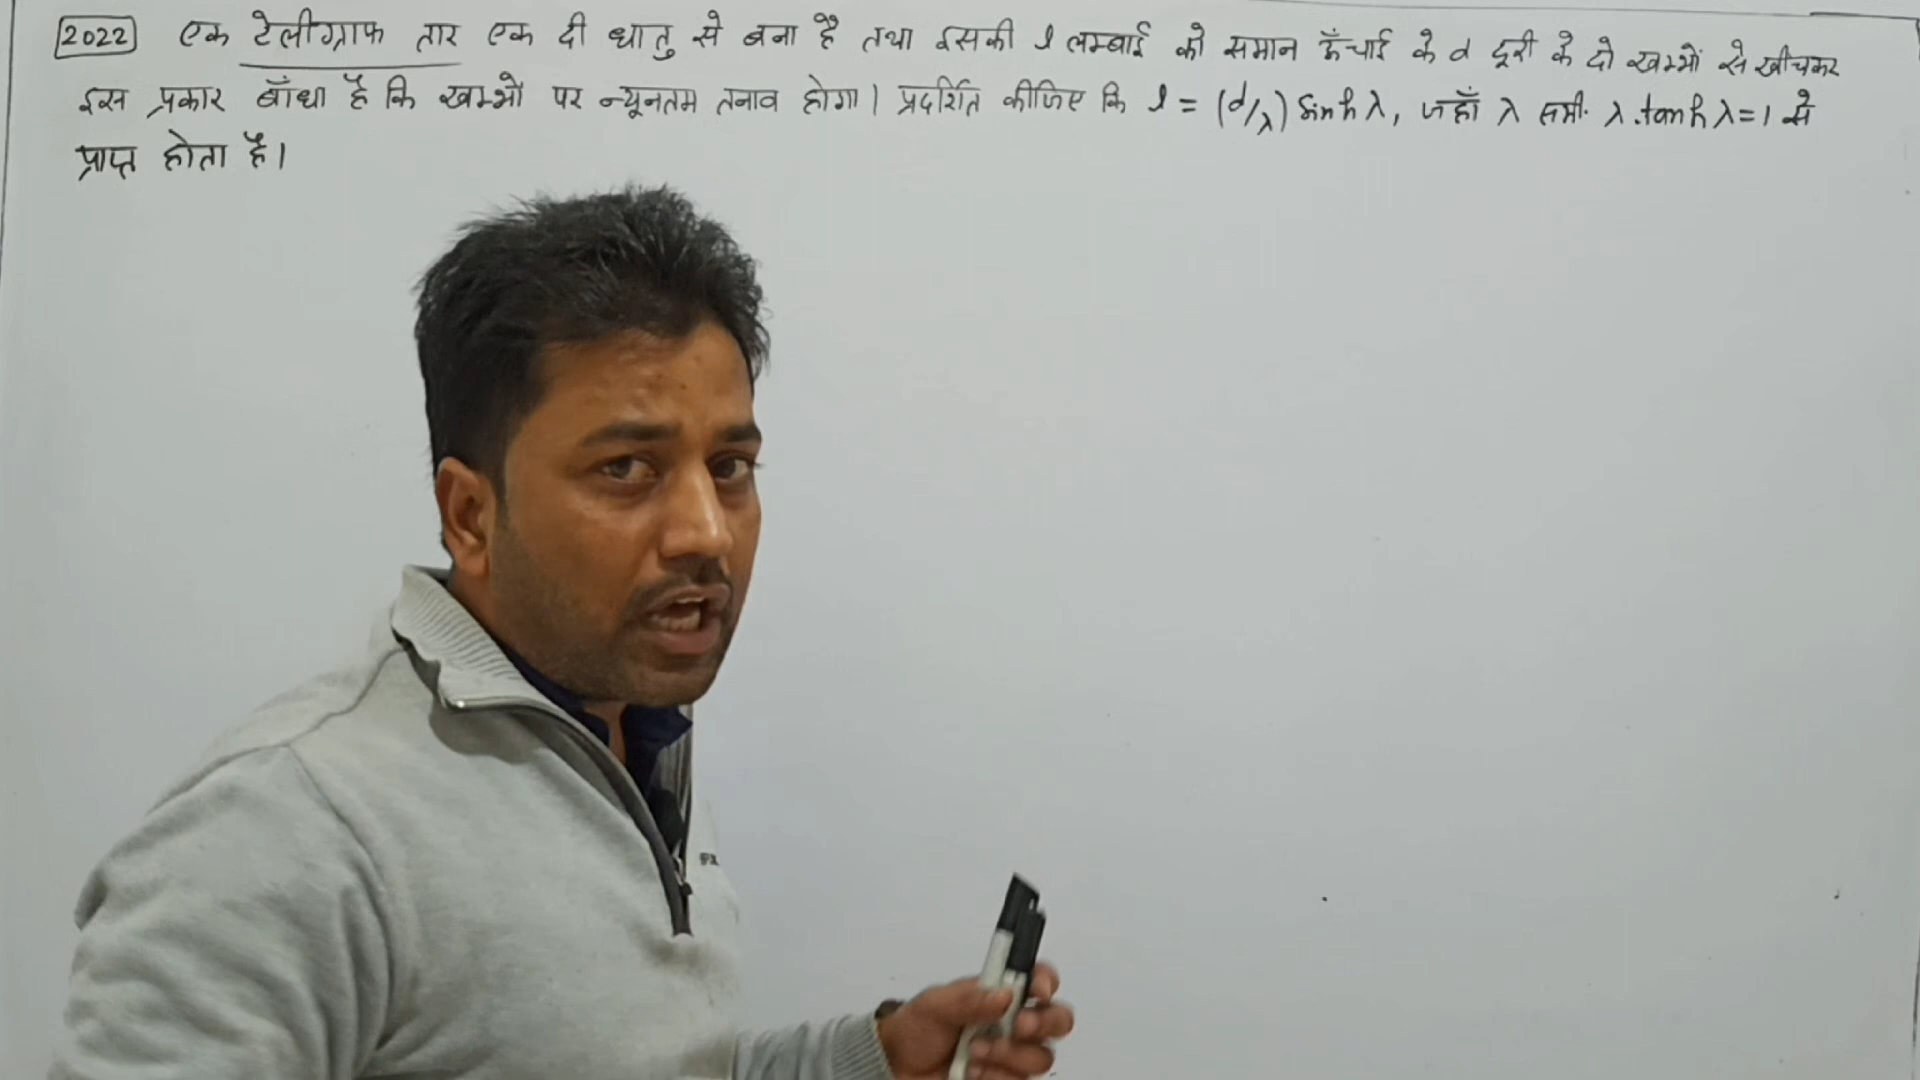 2022 एक टेलीग्राफ तार एक ही धातु से बना है तथा इसकी l लम्बाई को समान ऊँचाई के d दूरी के दो खम्भों से खींचकर
इस प्रकार बाँधा है कि खम्भों पर न्यूनतम तनाव होगा। प्रदर्शित कीजिए कि l = (d/λ) sinh λ, जहाँ λ समी. λ.tanh λ = 1 से
प्राप्त होता है।